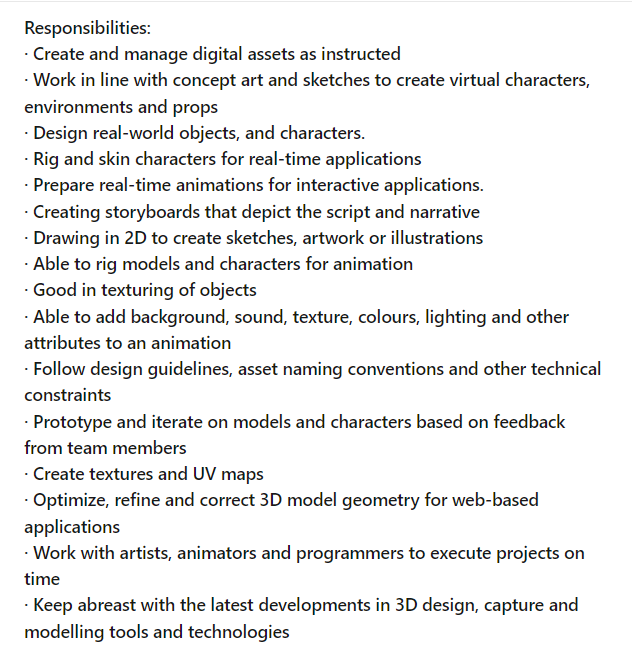 Responsibilities:
· Create and manage digital assets as instructed
· Work in line with concept art and sketches to create virtual characters,
environments and props
· Design real-world objects, and characters.
· Rig and skin characters for real-time applications
· Prepare real-time animations for interactive applications.
· Creating storyboards that depict the script and narrative
· Drawing in 2D to create sketches, artwork or illustrations
· Able to rig models and characters for animation
· Good in texturing of objects
· Able to add background, sound, texture, colours, lighting and other
attributes to an animation
· Follow design guidelines, asset naming conventions and other technical
constraints
· Prototype and iterate on models and characters based on feedback
from team members
· Create textures and UV maps
· Optimize, refine and correct 3D model geometry for web-based
applications
· Work with artists, animators and programmers to execute projects on
time
· Keep abreast with the latest developments in 3D design, capture and
modelling tools and technologies